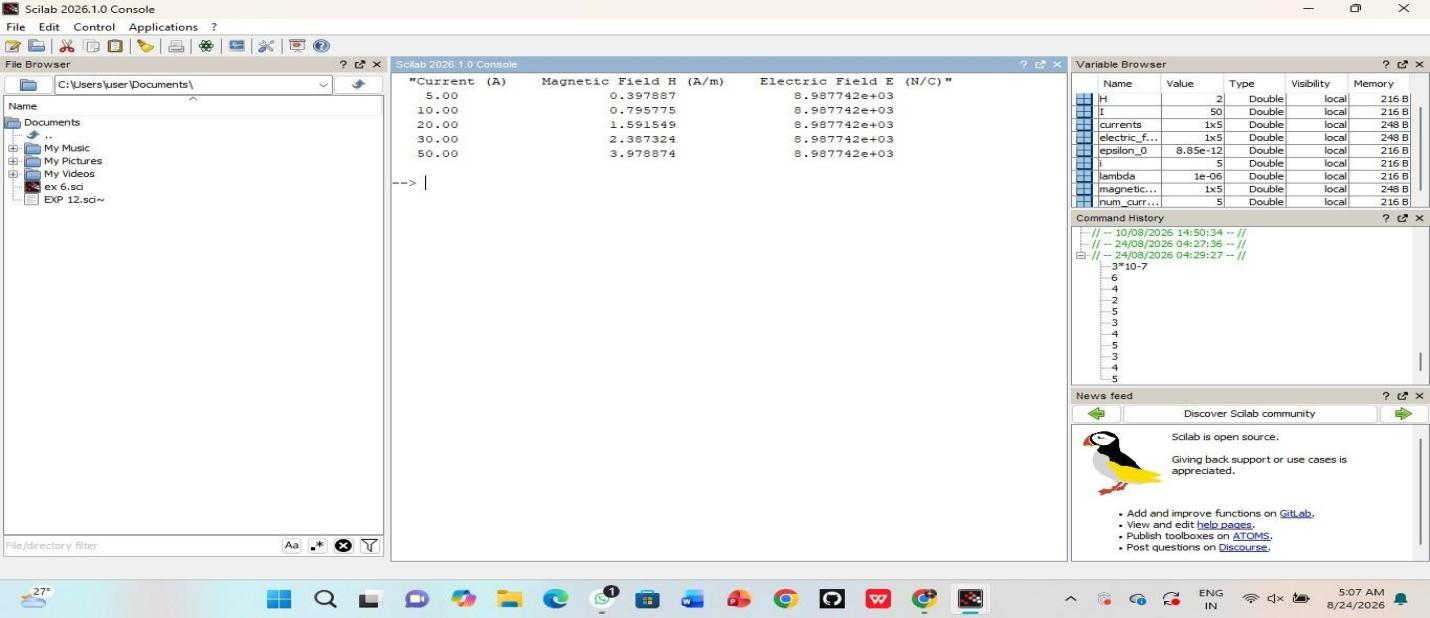 Scilab 2026.1.0 Console
File Edit Control Applications ?
File Browser ? ×
C:\Users\user\Documents\
Name
Documents
..
My Music
My Pictures
My Videos
ex 6.sci
EXP 12.sci~
File/directory filter
Aa .*
Scilab 2026.1.0 Console ? ×
"Current (A) Magnetic Field H (A/m) Electric Field E (N/C)"
5.00 0.397887 8.987742e+03
10.00 0.795775 8.987742e+03
20.00 1.591549 8.987742e+03
30.00 2.387324 8.987742e+03
50.00 3.978874 8.987742e+03
-->
Variable Browser ? ×
Name Value Type Visibility Memory
H 2 Double local 216 B
I 50 Double local 216 B
currents 1x5 Double local 248 B
electric_f... 1x5 Double local 248 B
epsilon_0 8.85e-12 Double local 216 B
i 5 Double local 216 B
lambda 1e-06 Double local 216 B
magnetic... 1x5 Double local 248 B
num_curr... 5 Double local 216 B
Command History ? ×
// -- 10/08/2026 14:50:34 -- //
// -- 24/08/2026 04:27:36 -- //
// -- 24/08/2026 04:29:27 -- //
3*10-7
6
4
2
5
3
4
5
3
4
5
News feed ? ×
Discover Scilab community
Scilab is open source.
Giving back support or use cases is
appreciated.
• Add and improve functions on GitLab.
• View and edit help pages.
• Publish toolboxes on ATOMS.
• Post questions on Discourse.
27°
1
ENG
IN
5:07 AM
8/24/2026